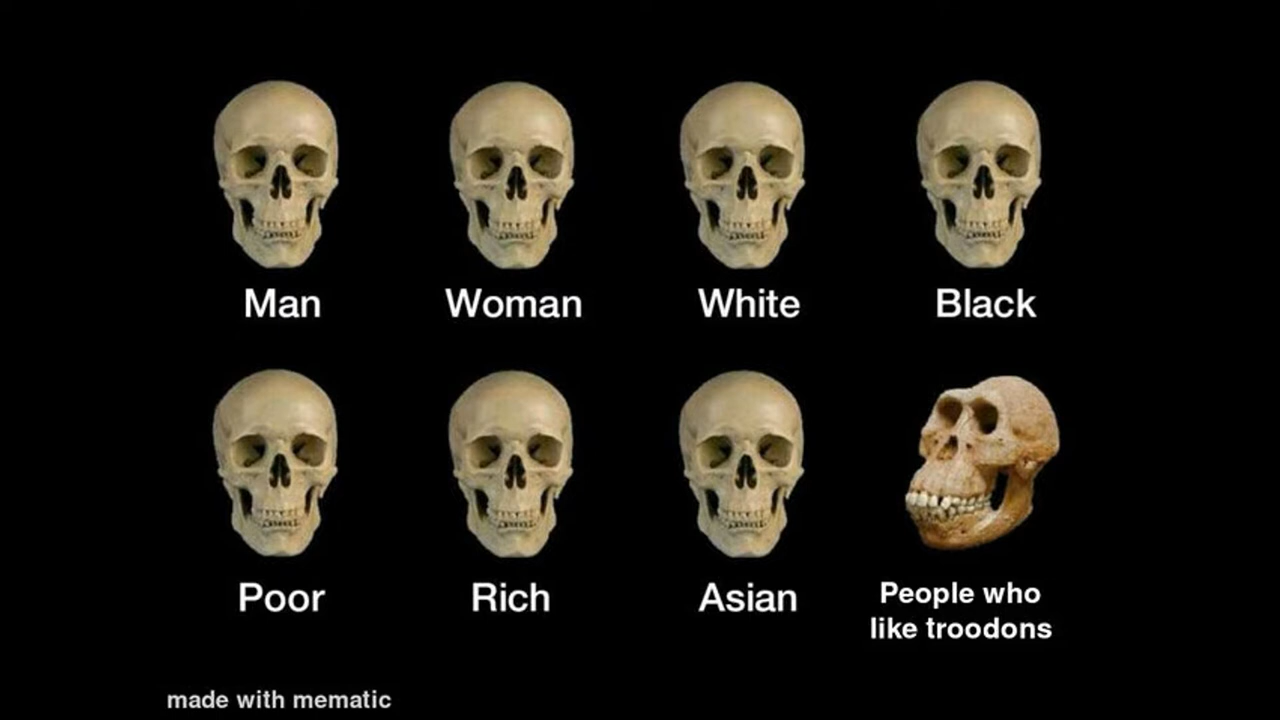 Man
Woman
White
Black
Poor
Rich
Asian
People who
like troodons
made with mematic